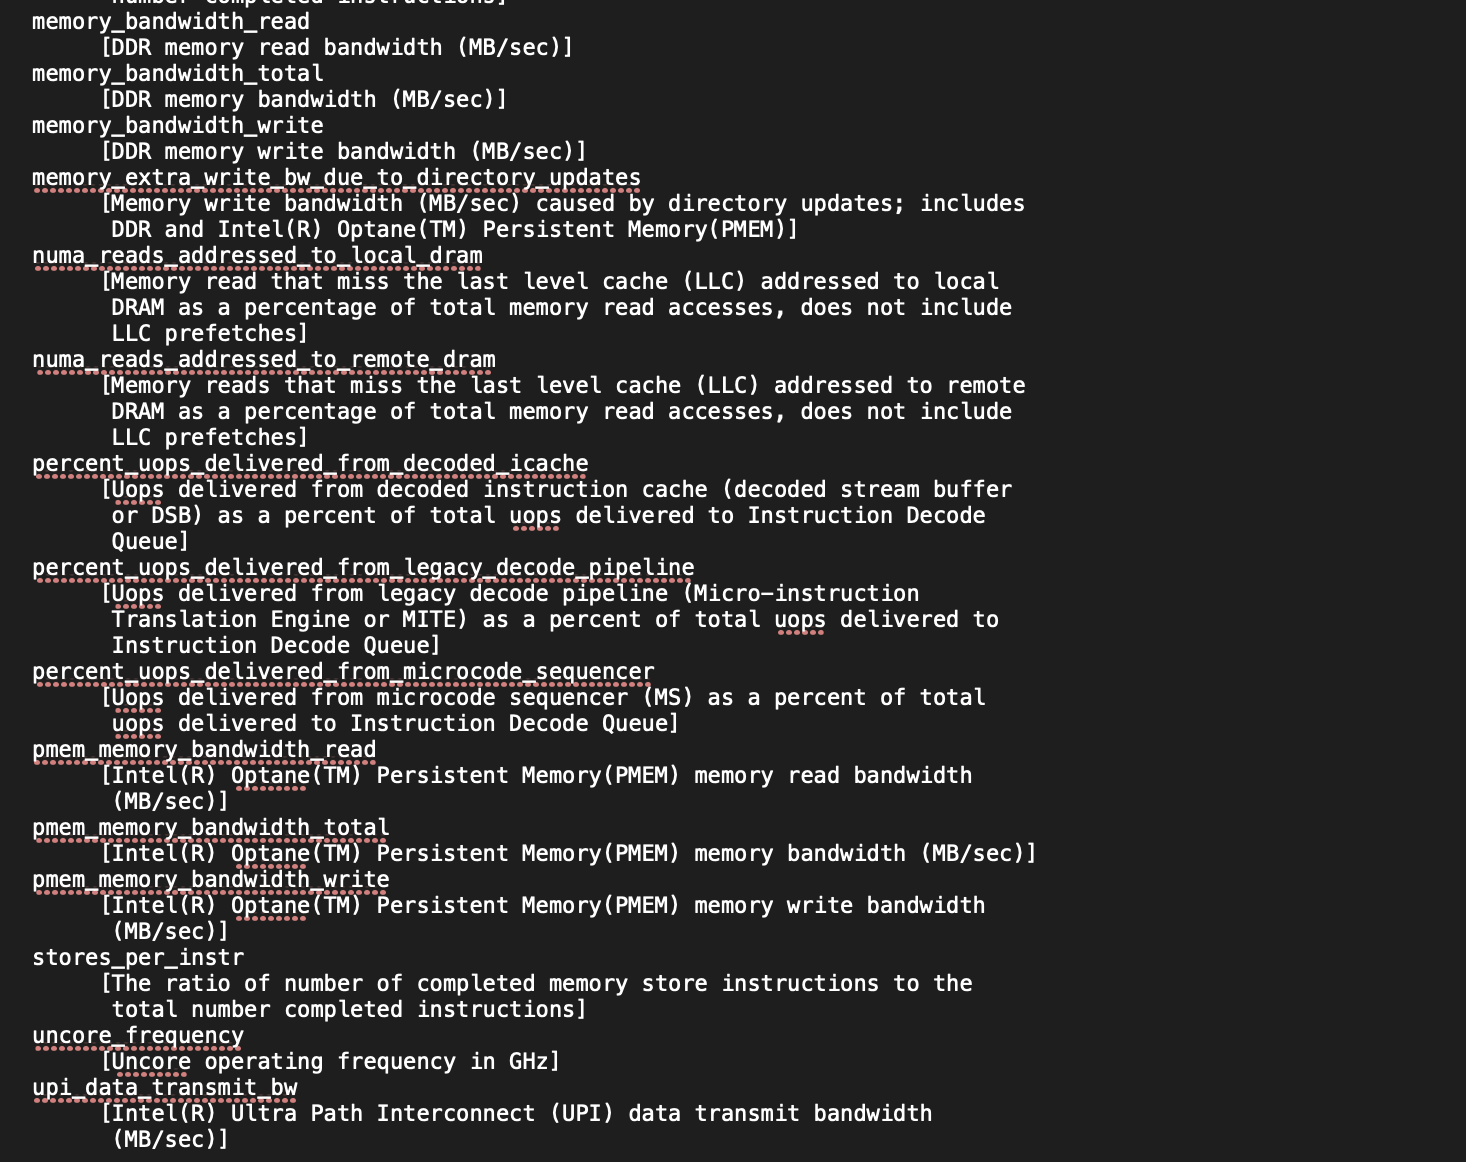 number completed instructions]
memory_bandwidth_read
[DDR memory read bandwidth (MB/sec)]
memory_bandwidth_total
[DDR memory bandwidth (MB/sec)]
memory_bandwidth_write
[DDR memory write bandwidth (MB/sec)]
memory_extra_write_bw_due_to_directory_updates
[Memory write bandwidth (MB/sec) caused by directory updates; includes
DDR and Intel(R) Optane(TM) Persistent Memory(PMEM)]
numa_reads_addressed_to_local_dram
[Memory read that miss the last level cache (LLC) addressed to local
DRAM as a percentage of total memory read accesses, does not include
LLC prefetches]
numa_reads_addressed_to_remote_dram
[Memory reads that miss the last level cache (LLC) addressed to remote
DRAM as a percentage of total memory read accesses, does not include
LLC prefetches]
percent_uops_delivered_from_decoded_icache
[Uops delivered from decoded instruction cache (decoded stream buffer
or DSB) as a percent of total uops delivered to Instruction Decode
Queue]
percent_uops_delivered_from_legacy_decode_pipeline
[Uops delivered from legacy decode pipeline (Micro-instruction
Translation Engine or MITE) as a percent of total uops delivered to
Instruction Decode Queue]
percent_uops_delivered_from_microcode_sequencer
[Uops delivered from microcode sequencer (MS) as a percent of total
uops delivered to Instruction Decode Queue]
pmem_memory_bandwidth_read
[Intel(R) Optane(TM) Persistent Memory(PMEM) memory read bandwidth
(MB/sec)]
pmem_memory_bandwidth_total
[Intel(R) Optane(TM) Persistent Memory(PMEM) memory bandwidth (MB/sec)]
pmem_memory_bandwidth_write
[Intel(R) Optane(TM) Persistent Memory(PMEM) memory write bandwidth
(MB/sec)]
stores_per_instr
[The ratio of number of completed memory store instructions to the
total number completed instructions]
uncore_frequency
[Uncore operating frequency in GHz]
upi_data_transmit_bw
[Intel(R) Ultra Path Interconnect (UPI) data transmit bandwidth
(MB/sec)]